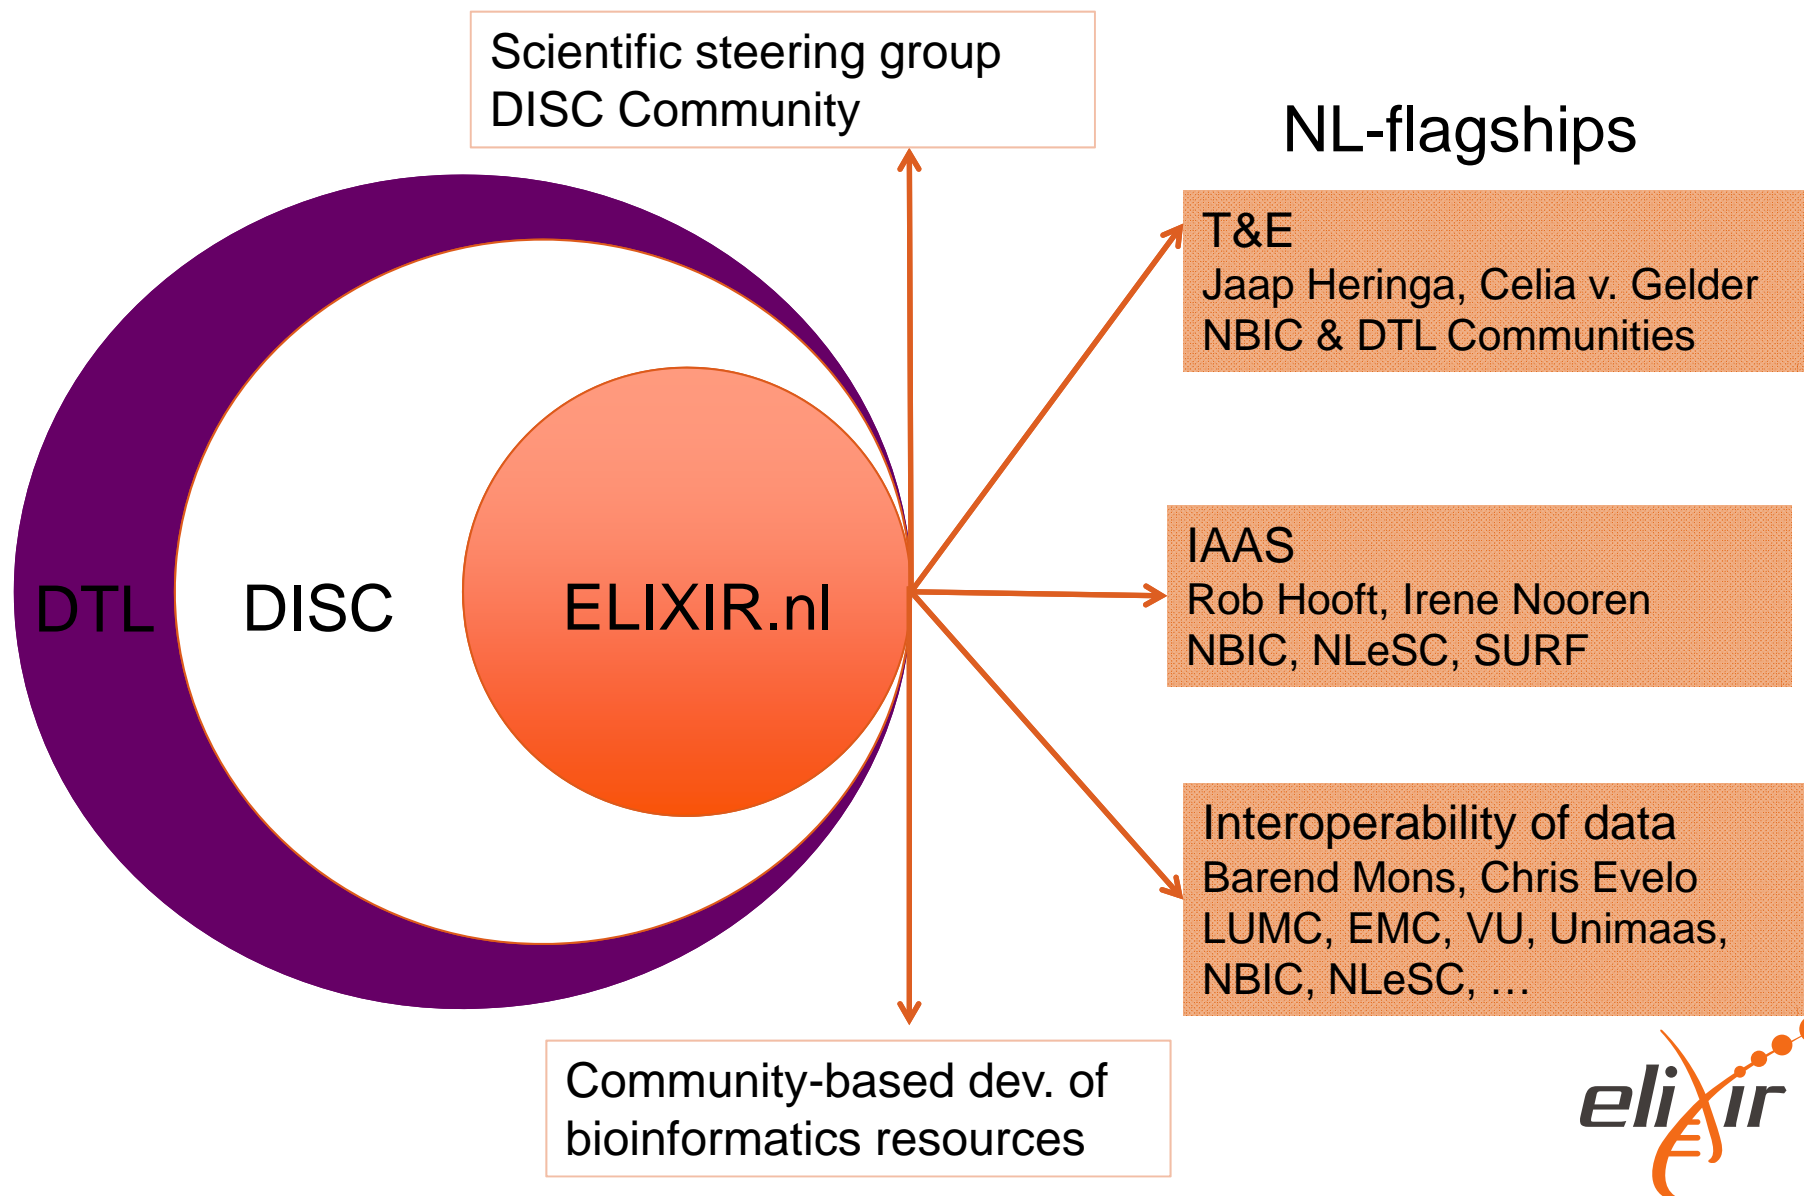 Scientific steering group
DISC Community
NL-flagships
T&E
Jaap Heringa, Celia v. Gelder
NBIC & DTL Communities
DTL
DISC
ELIXIR.nl
IAAS
Rob Hooft, Irene Nooren
NBIC, NLeSC, SURF
Interoperability of data
Barend Mons, Chris Evelo
LUMC, EMC, VU, Unimaas,
NBIC, NLeSC, …
Community-based dev. of
bioinformatics resources
elixir